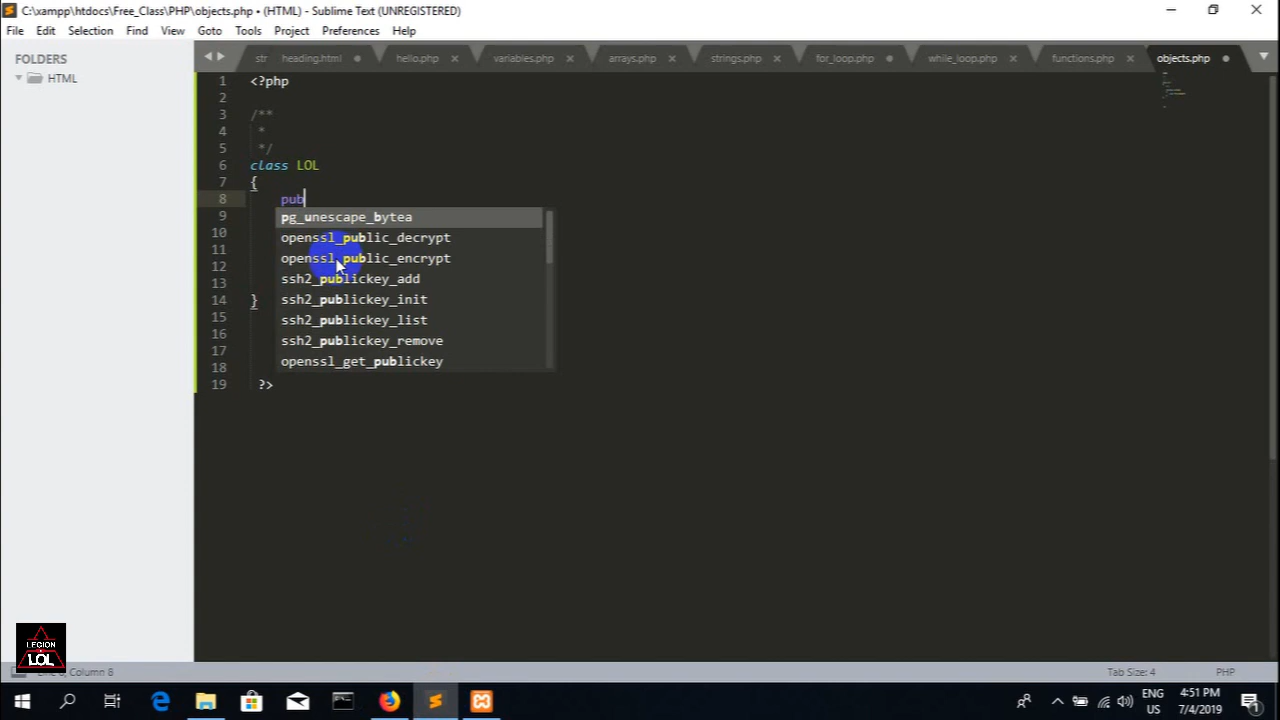 C:\xampp\htdocs\Free_Class\PHP\objects.php • (HTML) - Sublime Text (UNREGISTERED)
File Edit Selection Find View Goto Tools Project Preferences Help
FOLDERS
HTML
str heading.html hello.php variables.php arrays.php strings.php for_loop.php while_loop.php functions.php objects.php
1 <?php
2
3 /**
4 *
5 */
6 class LOL
7 {
8 pub
9 pg_unescape_bytea
10 openssl_public_decrypt
11 openssl_public_encrypt
12
13 ssh2_publickey_add
14 } ssh2_publickey_init
15 ssh2_publickey_list
16 ssh2_publickey_remove
17
18 openssl_get_publickey
19 ?>
LEGION
LOL
Column 8
Tab Size: 4 PHP
ENG 4:51 PM
US 7/4/2019
1